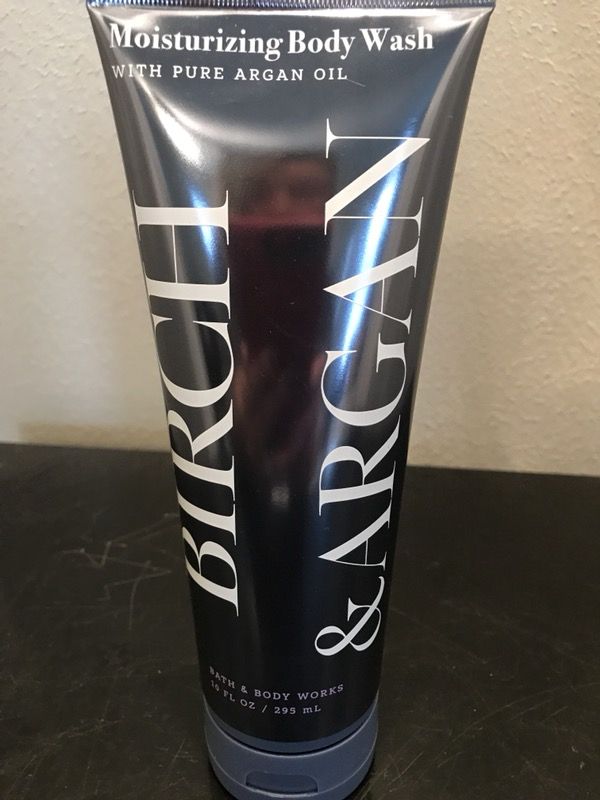 Moisturizing Body Wash
WITH PURE ARGAN OIL
BIRCH
& ARGAN
BATH & BODY WORKS
10 FL OZ / 295 mL